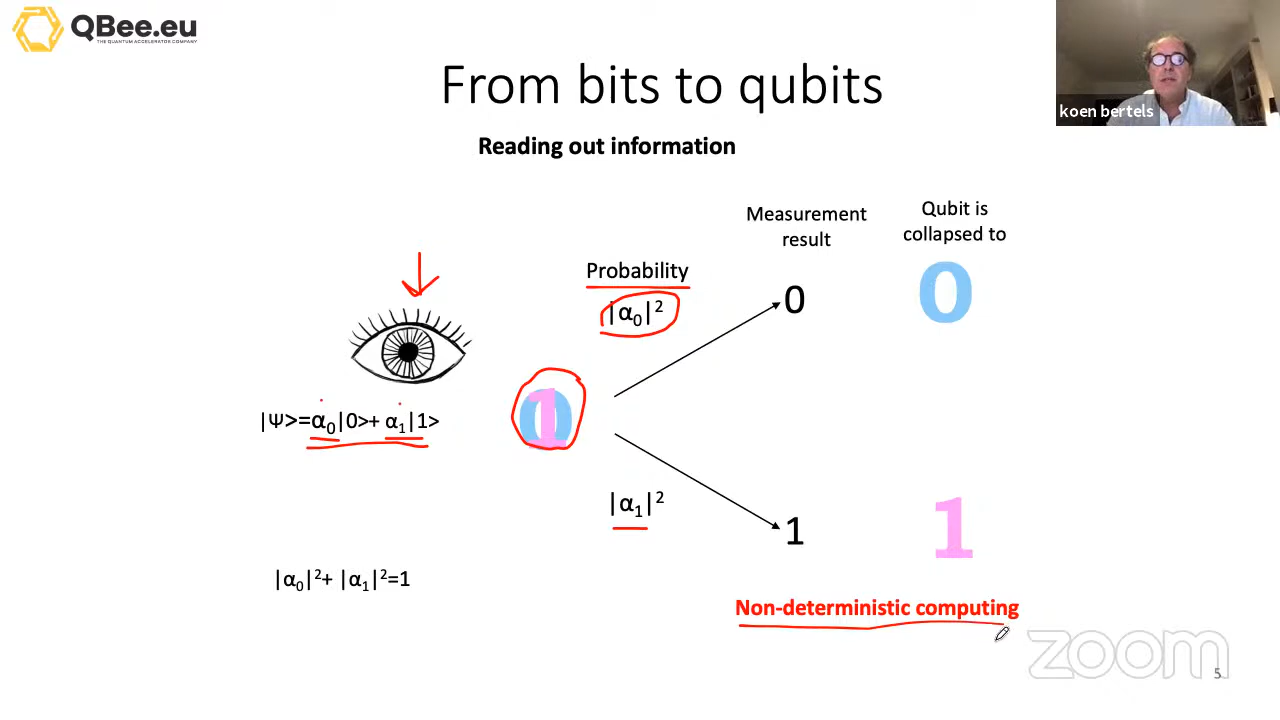 QBee.eu
THE QUANTUM ACCELERATOR COMPANY
koen bertels
From bits to qubits
Reading out information
Measurement
result
Qubit is
collapsed to
Probability
|α₀|²
0
0
|Ψ>=α₀|0>+ α₁|1>
0
1
|α₁|²
1
1
|α₀|²+ |α₁|²=1
Non-deterministic computing
zoom
5